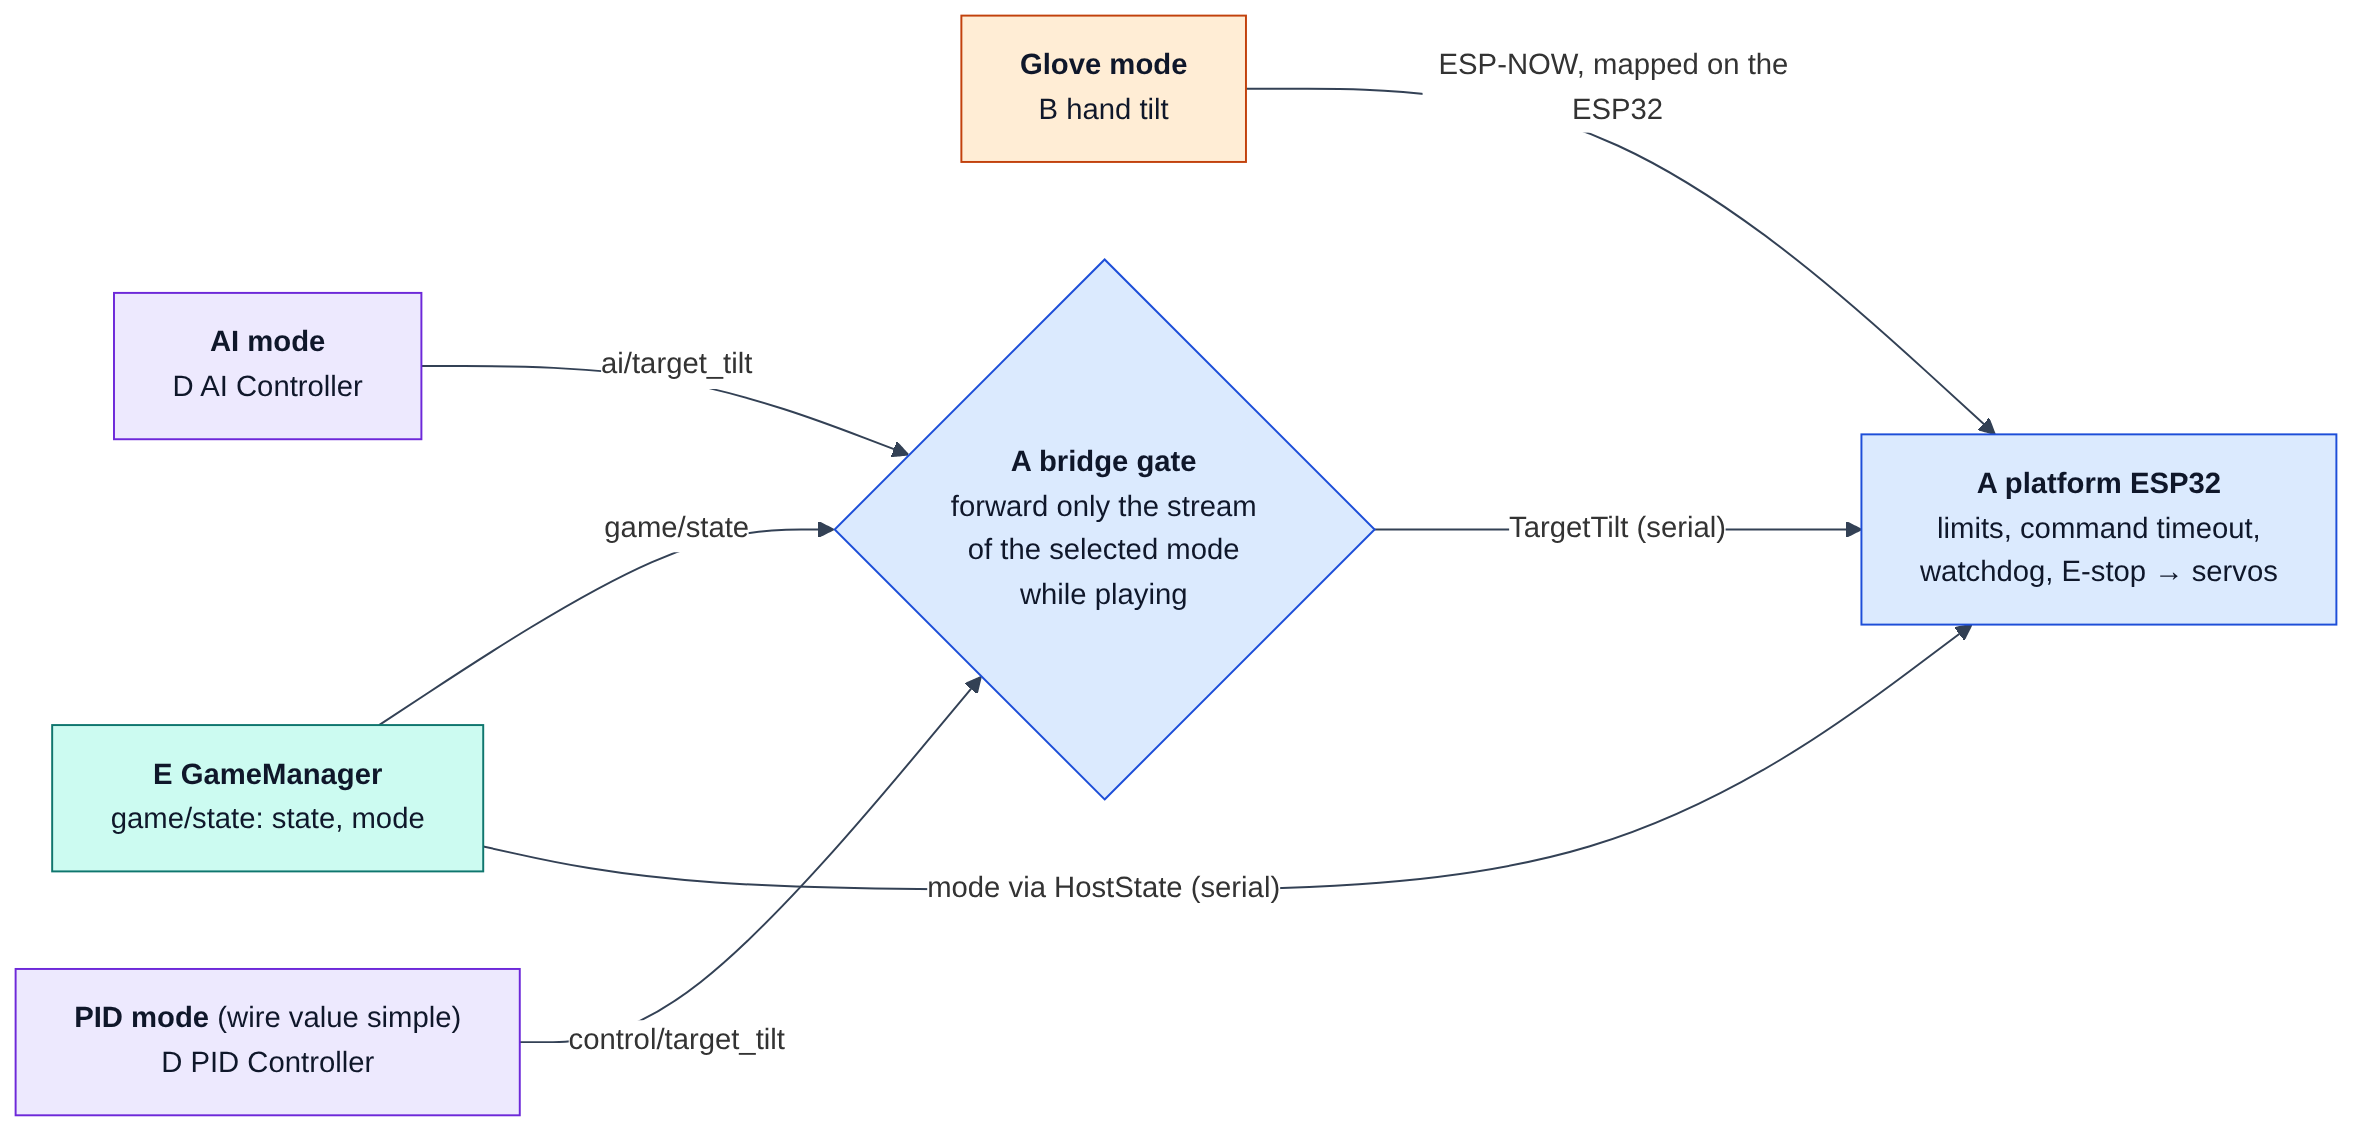 Glove mode
B hand tilt
ESP-NOW, mapped on the
ESP32
AI mode
D AI Controller
ai/target_tilt
A bridge gate
forward only the stream
of the selected mode
while playing
game/state
TargetTilt (serial)
A platform ESP32
limits, command timeout,
watchdog, E-stop → servos
E GameManager
game/state: state, mode
mode via HostState (serial)
PID mode (wire value simple)
D PID Controller
control/target_tilt